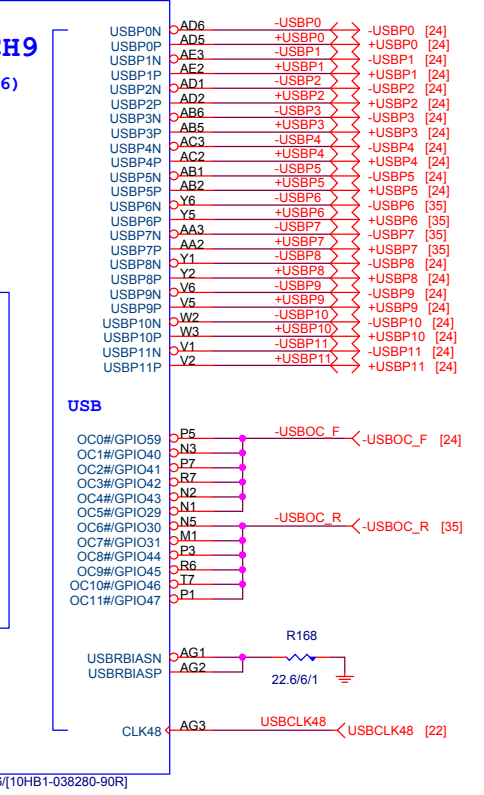 CH9
6)
USBP0N AD6 -USBP0 -USBP0 [24]
USBP0P AD5 +USBP0 +USBP0 [24]
USBP1N AE3 -USBP1 -USBP1 [24]
USBP1P AE2 +USBP1 +USBP1 [24]
USBP2N AD1 -USBP2 -USBP2 [24]
USBP2P AD2 +USBP2 +USBP2 [24]
USBP3N AB6 -USBP3 -USBP3 [24]
USBP3P AB5 +USBP3 +USBP3 [24]
USBP4N AC3 -USBP4 -USBP4 [24]
USBP4P AC2 +USBP4 +USBP4 [24]
USBP5N AB1 -USBP5 -USBP5 [24]
USBP5P AB2 +USBP5 +USBP5 [24]
USBP6N Y6 -USBP6 -USBP6 [35]
USBP6P Y5 +USBP6 +USBP6 [35]
USBP7N AA3 -USBP7 -USBP7 [35]
USBP7P AA2 +USBP7 +USBP7 [35]
USBP8N Y1 -USBP8 -USBP8 [24]
USBP8P Y2 +USBP8 +USBP8 [24]
USBP9N V6 -USBP9 -USBP9 [24]
USBP9P V5 +USBP9 +USBP9 [24]
USBP10N W2 -USBP10 -USBP10 [24]
USBP10P W3 +USBP10 +USBP10 [24]
USBP11N V1 -USBP11 -USBP11 [24]
USBP11P V2 +USBP11 +USBP11 [24]
USB
OC0#/GPIO59 P5 -USBOC_F -USBOC_F [24]
OC1#/GPIO40 N3
OC2#/GPIO41 P7
OC3#/GPIO42 R7
OC4#/GPIO43 N2
OC5#/GPIO29 N1
OC6#/GPIO30 N5 -USBOC_R -USBOC_R [35]
OC7#/GPIO31 M1
OC8#/GPIO44 P3
OC9#/GPIO45 R6
OC10#/GPIO46 T7
OC11#/GPIO47 P1
R168
USBRBIASN AG1
USBRBIASP AG2
22.6/6/1
CLK48 AG3 USBCLK48 USBCLK48 [22]
6/[10HB1-038280-90R]